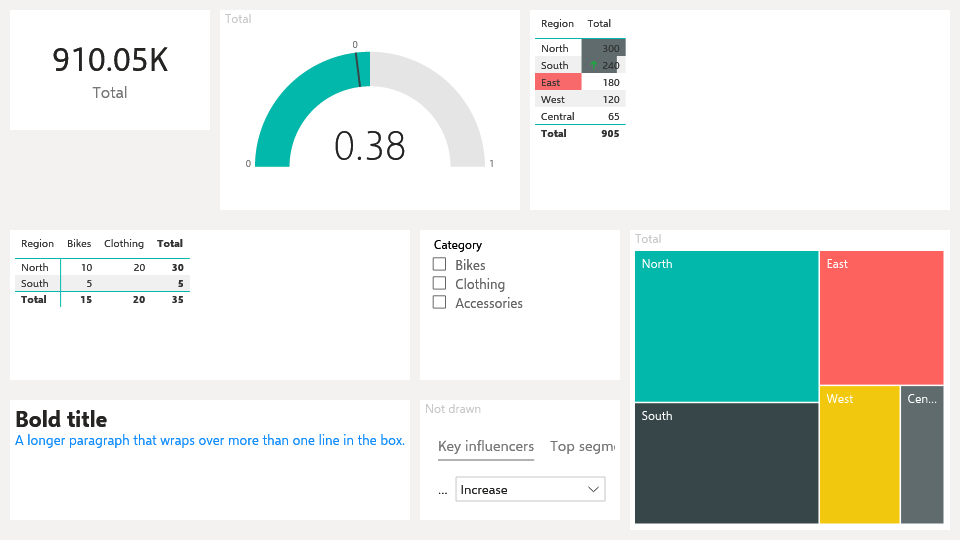 910.05K
Total
Total
0
0
1
0.38
Region Total
North 300
South 240
East 180
West 120
Central 65
Total 905
Region Bikes Clothing Total
North 10 20 30
South 5 5
Total 15 20 35
Category
Bikes
Clothing
Accessories
Total
North
East
South
West
Cen...
Bold title
A longer paragraph that wraps over more than one line in the box.
Not drawn
Key influencers Top segm
... Increase